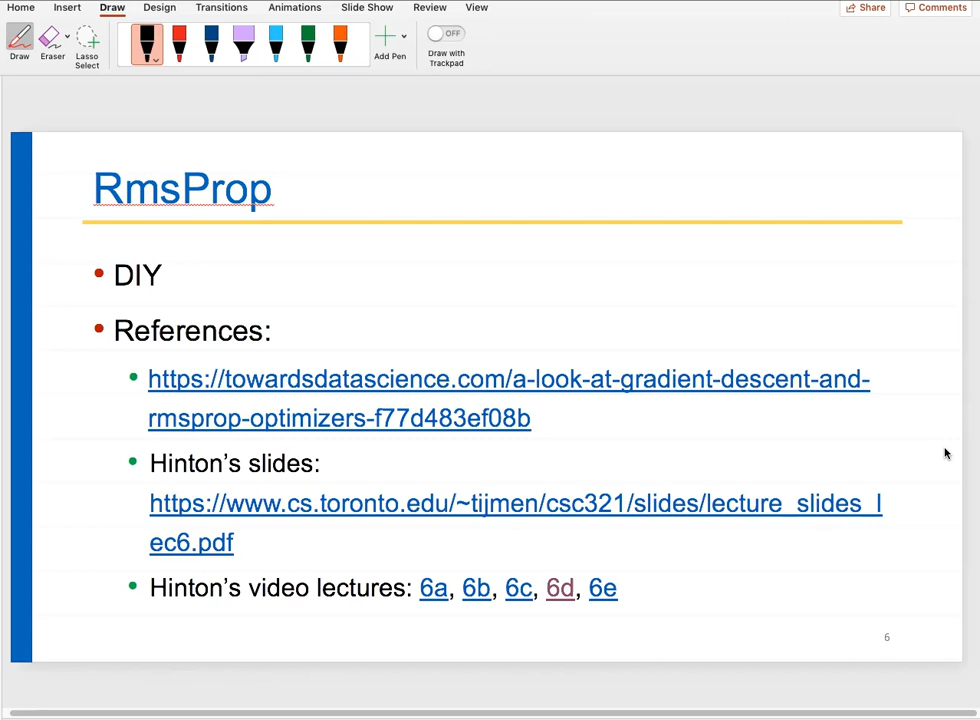 Home Insert Draw Design Transitions Animations Slide Show Review View Share Comments
Draw Eraser Lasso Select Add Pen OFF Draw with Trackpad
RmsProp
• DIY
• References:
• https://towardsdatascience.com/a-look-at-gradient-descent-and-
rmsprop-optimizers-f77d483ef08b
• Hinton’s slides:
https://www.cs.toronto.edu/~tijmen/csc321/slides/lecture_slides_l
ec6.pdf
• Hinton’s video lectures: 6a, 6b, 6c, 6d, 6e
6